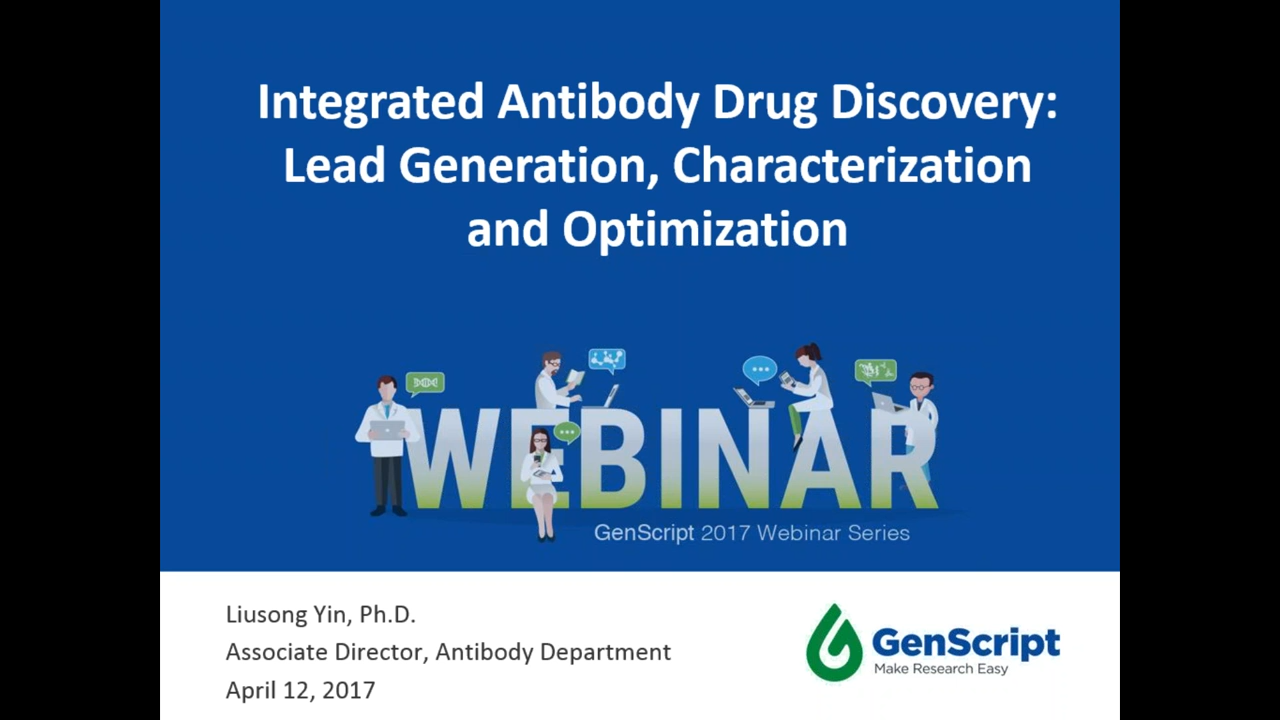 Integrated Antibody Drug Discovery:
Lead Generation, Characterization
and Optimization
WEBINAR
GenScript 2017 Webinar Series
Liusong Yin, Ph.D.
Associate Director, Antibody Department
April 12, 2017
GenScript
Make Research Easy